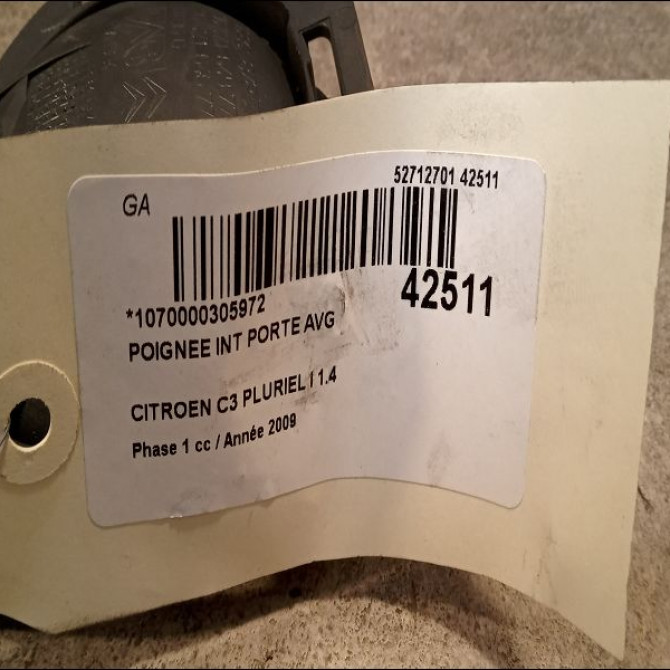 52712701 42511
GA
42511
*1070000305972
POIGNEE INT PORTE AVG
CITROEN C3 PLURIEL I 1.4
Phase 1 cc / Année 2009